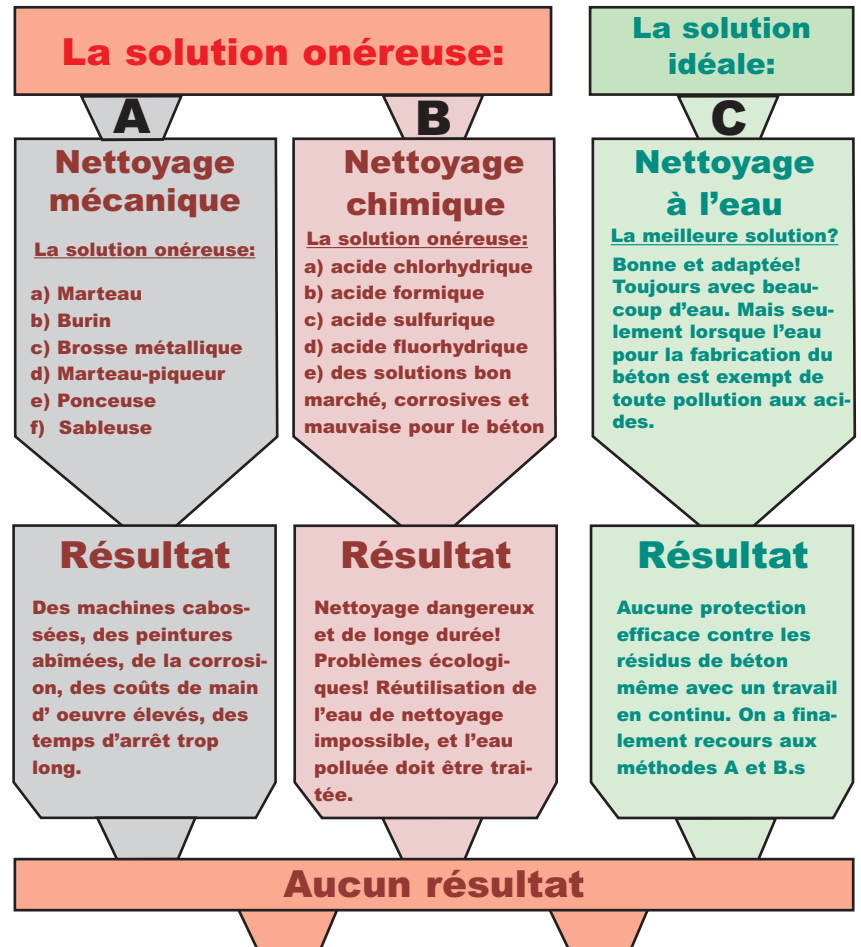 La solution onéreuse:
La solution
idéale:
A
Nettoyage
mécanique
La solution onéreuse:
a) Marteau
b) Burin
c) Brosse métallique
d) Marteau-piqueur
e) Ponceuse
f) Sableuse
B
Nettoyage
chimique
La solution onéreuse:
a) acide chlorhydrique
b) acide formique
c) acide sulfurique
d) acide fluorhydrique
e) des solutions bon
marché, corrosives et
mauvaise pour le béton
C
Nettoyage
à l'eau
La meilleure solution?
Bonne et adaptée!
Toujours avec beau-
coup d'eau. Mais seu-
lement lorsque l'eau
pour la fabrication du
béton est exempt de
toute pollution aux aci-
des.
Résultat
Des machines cabos-
sées, des peintures
abîmées, de la corrosi-
on, des coûts de main
d' oeuvre élevés, des
temps d'arrêt trop
long.
Résultat
Nettoyage dangereux
et de longe durée!
Problèmes écologi-
ques! Réutilisation de
l'eau de nettoyage
impossible, et l'eau
polluée doit être trai-
tée.
Résultat
Aucune protection
efficace contre les
résidus de béton
même avec un travail
en continu. On a fina-
lement recours aux
méthodes A et B.s
Aucun résultat